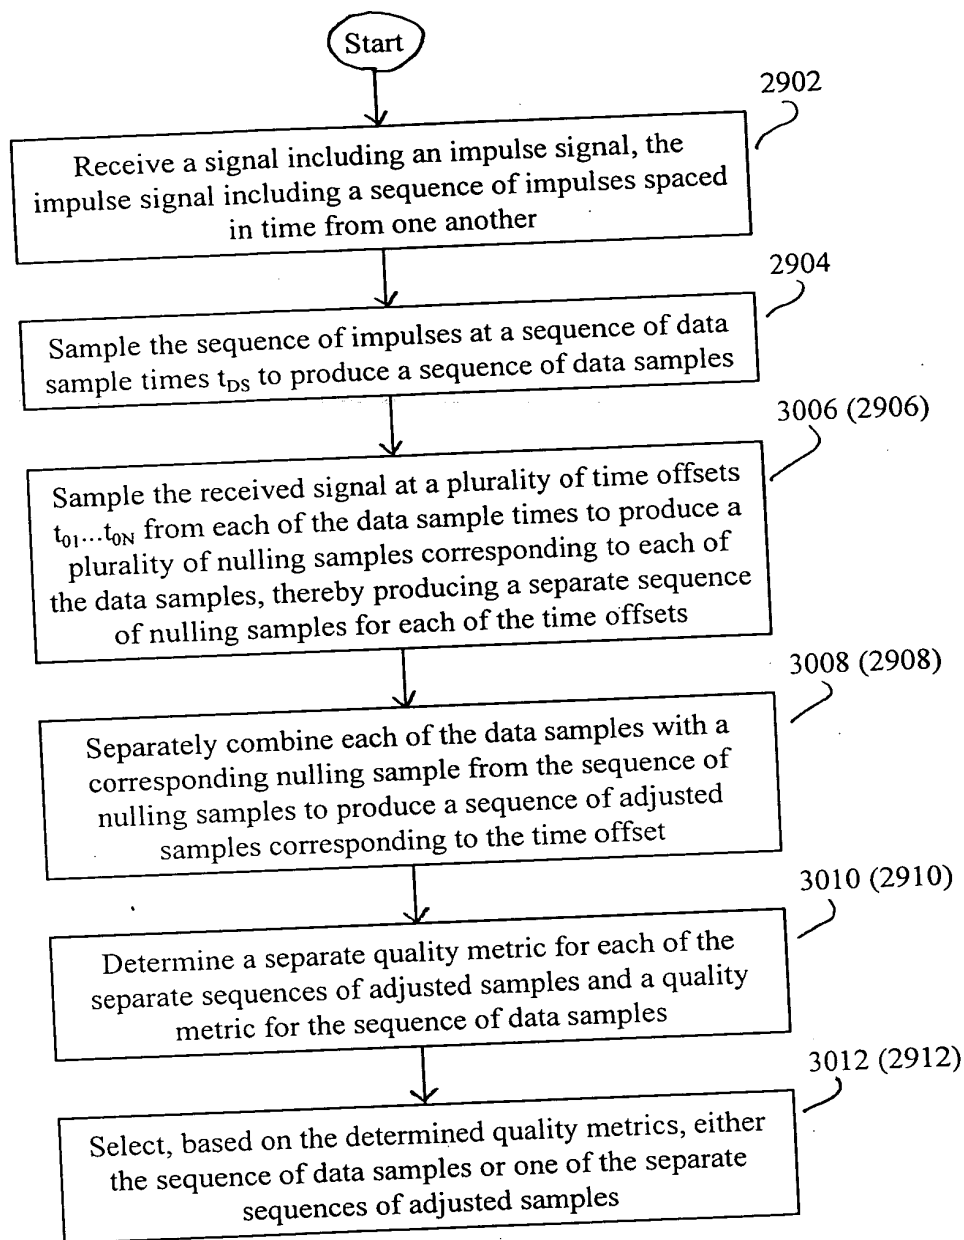 Start
2902
Receive a signal including an impulse signal, the
impulse signal including a sequence of impulses spaced
in time from one another
2904
Sample the sequence of impulses at a sequence of data
sample times tDS to produce a sequence of data samples
3006 (2906)
Sample the received signal at a plurality of time offsets
t01...t0N from each of the data sample times to produce a
plurality of nulling samples corresponding to each of
the data samples, thereby producing a separate sequence
of nulling samples for each of the time offsets
3008 (2908)
Separately combine each of the data samples with a
corresponding nulling sample from the sequence of
nulling samples to produce a sequence of adjusted
samples corresponding to the time offset
3010 (2910)
Determine a separate quality metric for each of the
separate sequences of adjusted samples and a quality
metric for the sequence of data samples
3012 (2912)
Select, based on the determined quality metrics, either
the sequence of data samples or one of the separate
sequences of adjusted samples